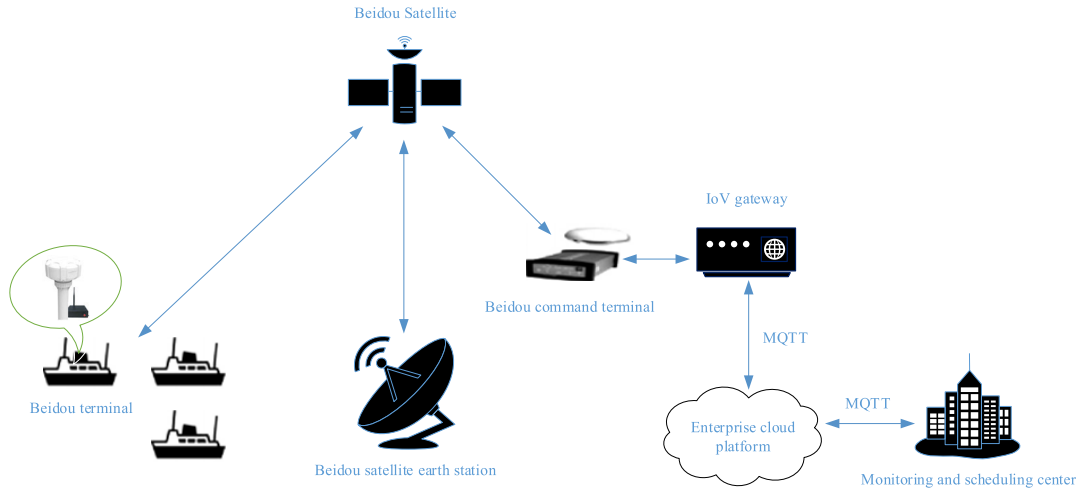 Beidou Satellite
IoV gateway
Beidou command terminal
MQTT
Beidou terminal
MQTT
Enterprise cloud
platform
Beidou satellite earth station
Monitoring and scheduling center